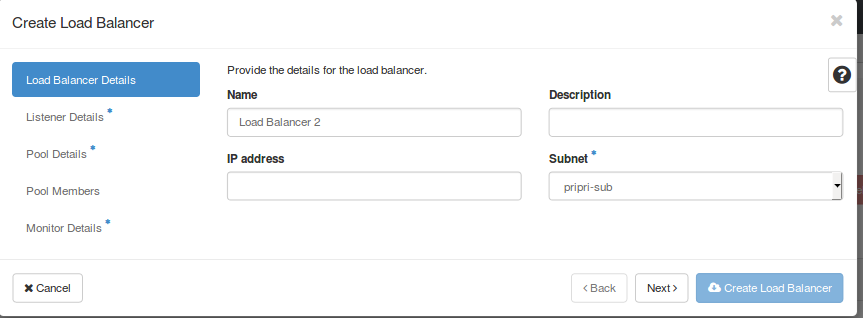 Create Load Balancer
×
Load Balancer Details
Listener Details *
Pool Details *
Pool Members
Monitor Details *
Provide the details for the load balancer.
?
Name
Load Balancer 2
Description
IP address
Subnet *
pripri-sub
✖ Cancel
‹ Back
Next ›
Create Load Balancer